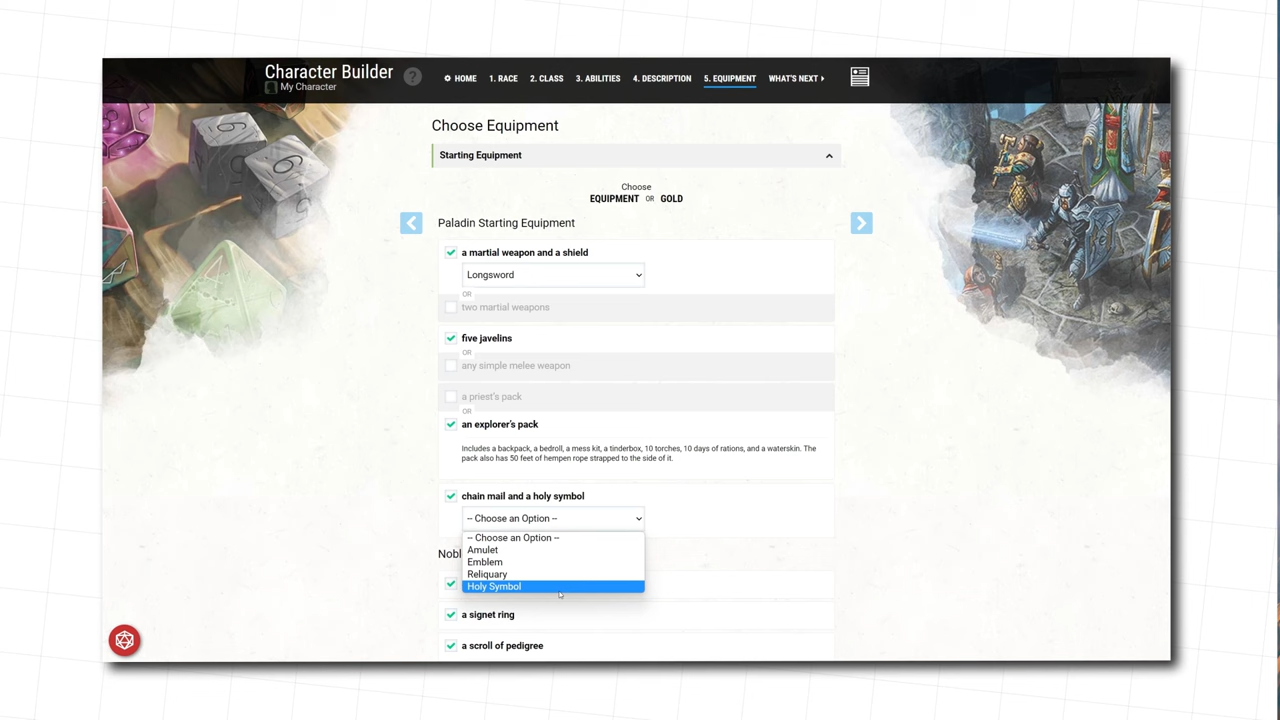 Character Builder
?
My Character
HOME
1. RACE
2. CLASS
3. ABILITIES
4. DESCRIPTION
5. EQUIPMENT
WHAT'S NEXT
Choose Equipment
Starting Equipment
Choose
EQUIPMENT OR GOLD
Paladin Starting Equipment
a martial weapon and a shield
Longsword
OR
two martial weapons
five javelins
OR
any simple melee weapon
a priest's pack
OR
an explorer's pack
Includes a backpack, a bedroll, a mess kit, a tinderbox, 10 torches, 10 days of rations, and a waterskin. The
pack also has 50 feet of hempen rope strapped to the side of it.
chain mail and a holy symbol
-- Choose an Option --
-- Choose an Option --
Amulet
Emblem
Reliquary
Holy Symbol
a signet ring
a scroll of pedigree